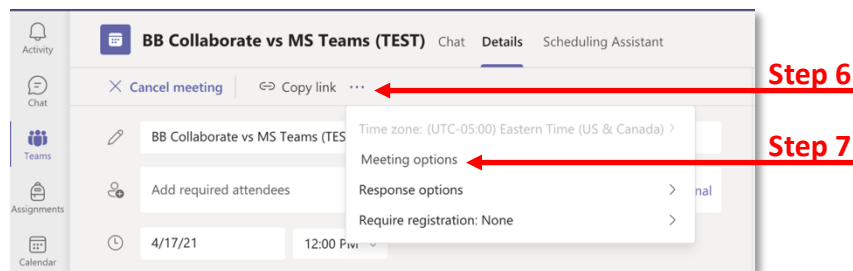 Activity
Chat
Teams
Assignments
Calendar
BB Collaborate vs MS Teams (TEST) Chat Details Scheduling Assistant
Cancel meeting Copy link ···
Step 6
BB Collaborate vs MS Teams (TES
Time zone: (UTC-05:00) Eastern Time (US & Canada)
Meeting options
Step 7
Add required attendees
Response options
nal
Require registration: None
4/17/21 12:00 PM